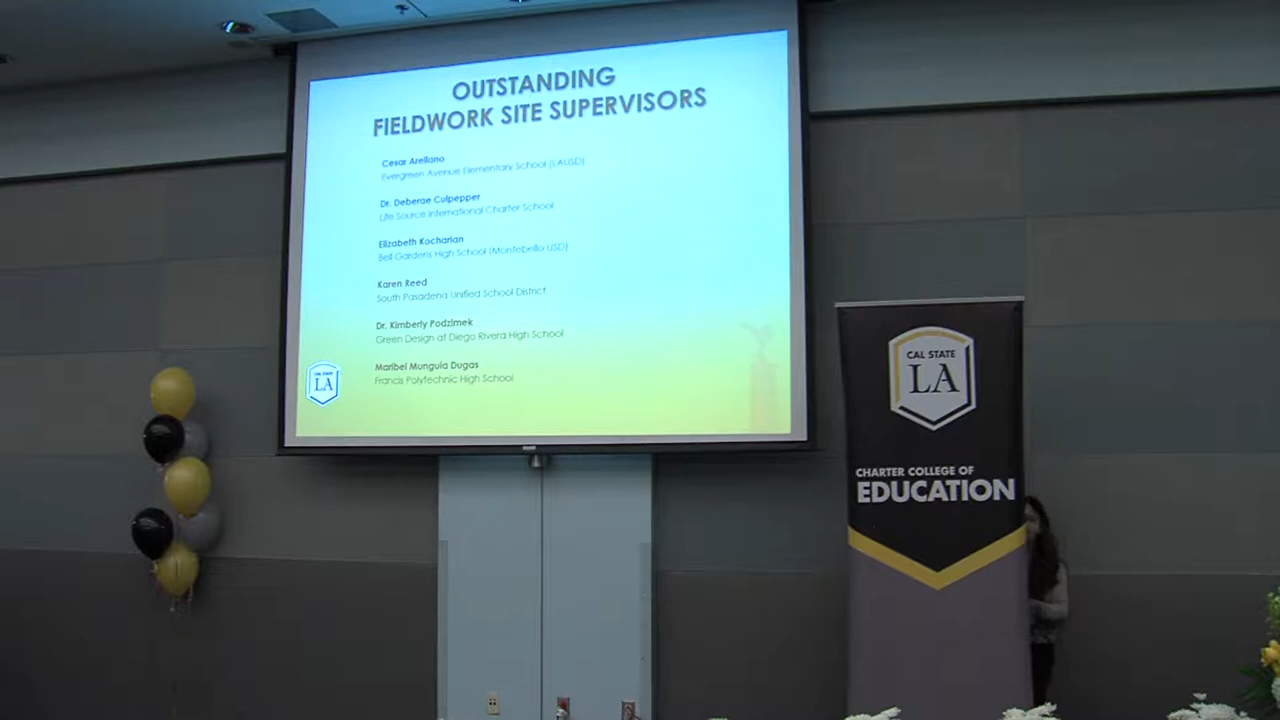 OUTSTANDING
FIELDWORK SITE SUPERVISORS
Cesar Arellano
Evergreen Avenue Elementary School (LAUSD)
Dr. Deberae Culpepper
Life Source International Charter School
Elizabeth Kocharian
Bell Gardens High School (Montebello USD)
Karen Reed
South Pasadena Unified School District
Dr. Kimberly Podzimek
Green Design at Diego Rivera High School
Maribel Munguia Dugas
Francis Polytechnic High School
CAL STATE
LA
CAL STATE
LA
CHARTER COLLEGE OF
EDUCATION